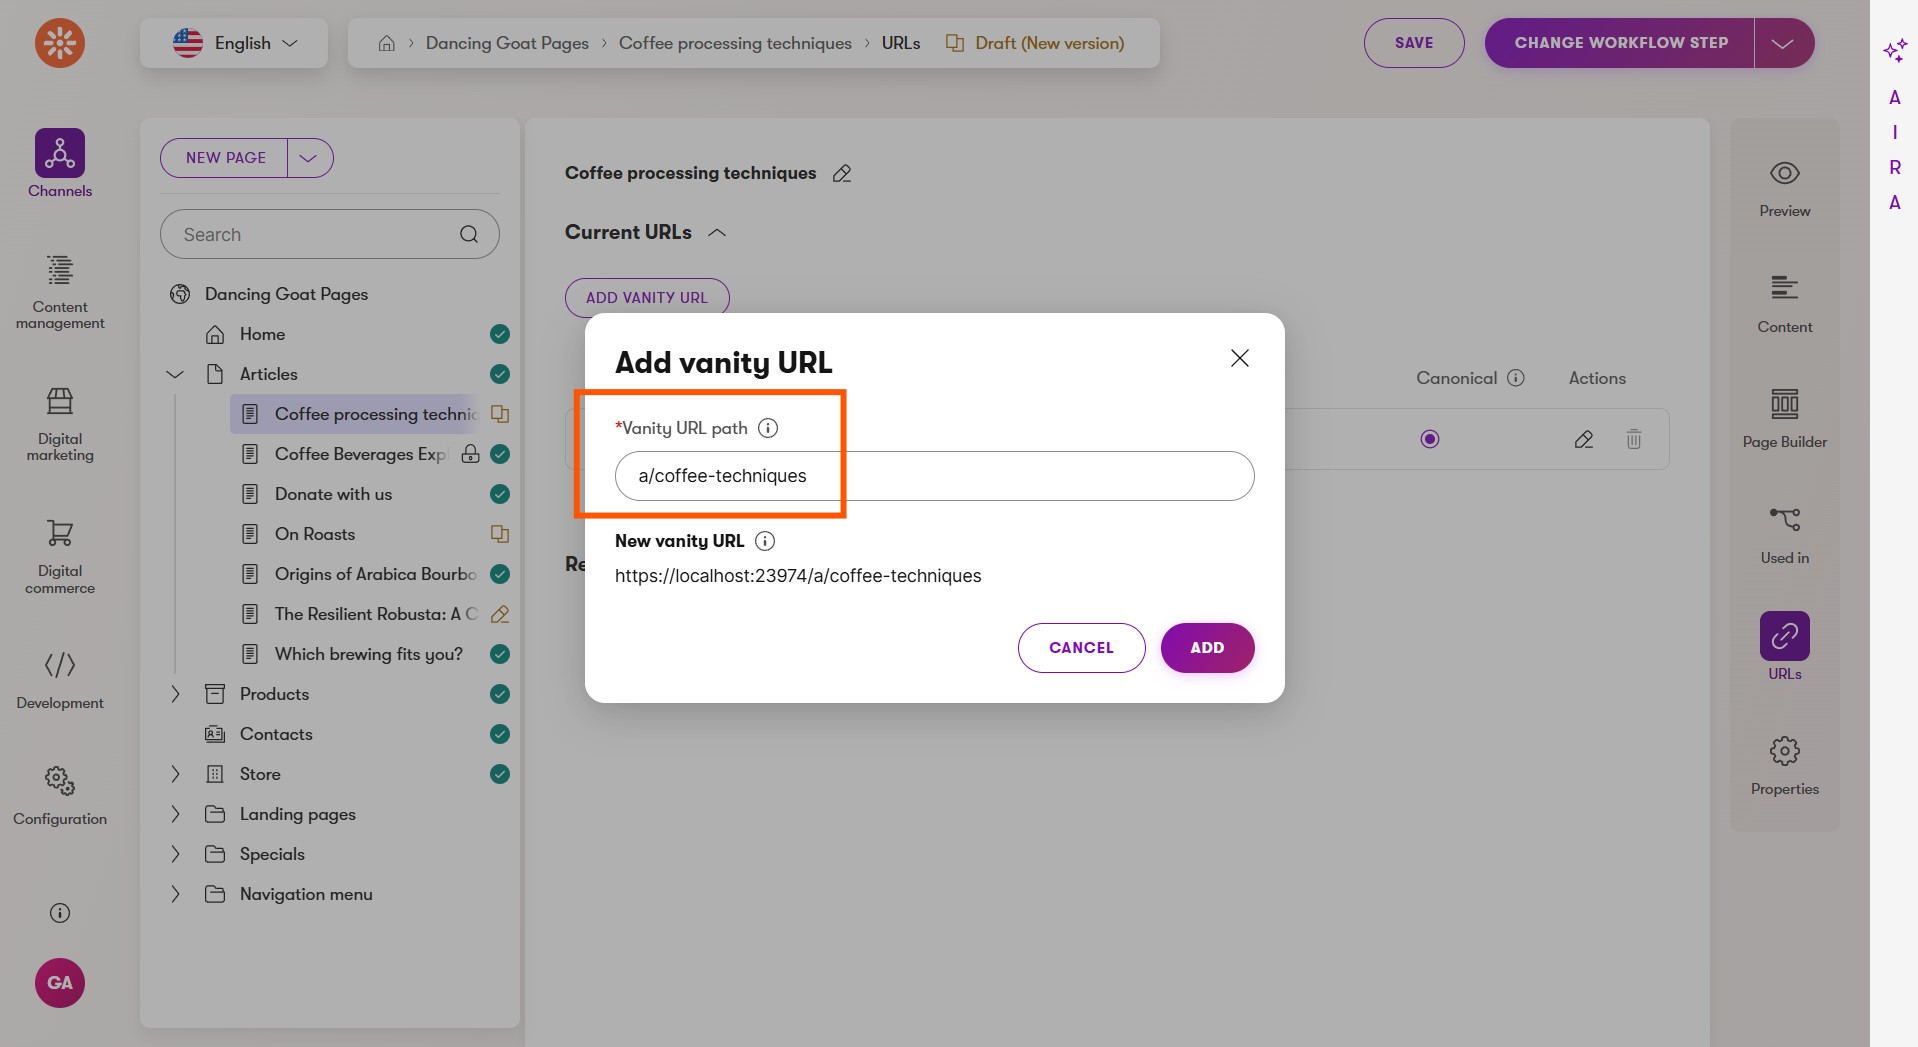 English
Dancing Goat Pages
Coffee processing techniques
URLs
Draft (New version)
SAVE
CHANGE WORKFLOW STEP
A
I
R
A
Channels
Content
management
Digital
marketing
Digital
commerce
Development
Configuration
GA
NEW PAGE
Search
Dancing Goat Pages
Home
Articles
Coffee processing technic
Coffee Beverages Exp
Donate with us
On Roasts
Origins of Arabica Bourbo
The Resilient Robusta: A C
Which brewing fits you?
Products
Contacts
Store
Landing pages
Specials
Navigation menu
Coffee processing techniques
Current URLs
ADD VANITY URL
Canonical
Actions
Re
Add vanity URL
*Vanity URL path
a/coffee-techniques
New vanity URL
https://localhost:23974/a/coffee-techniques
CANCEL
ADD
Preview
Content
Page Builder
Used in
URLs
Properties